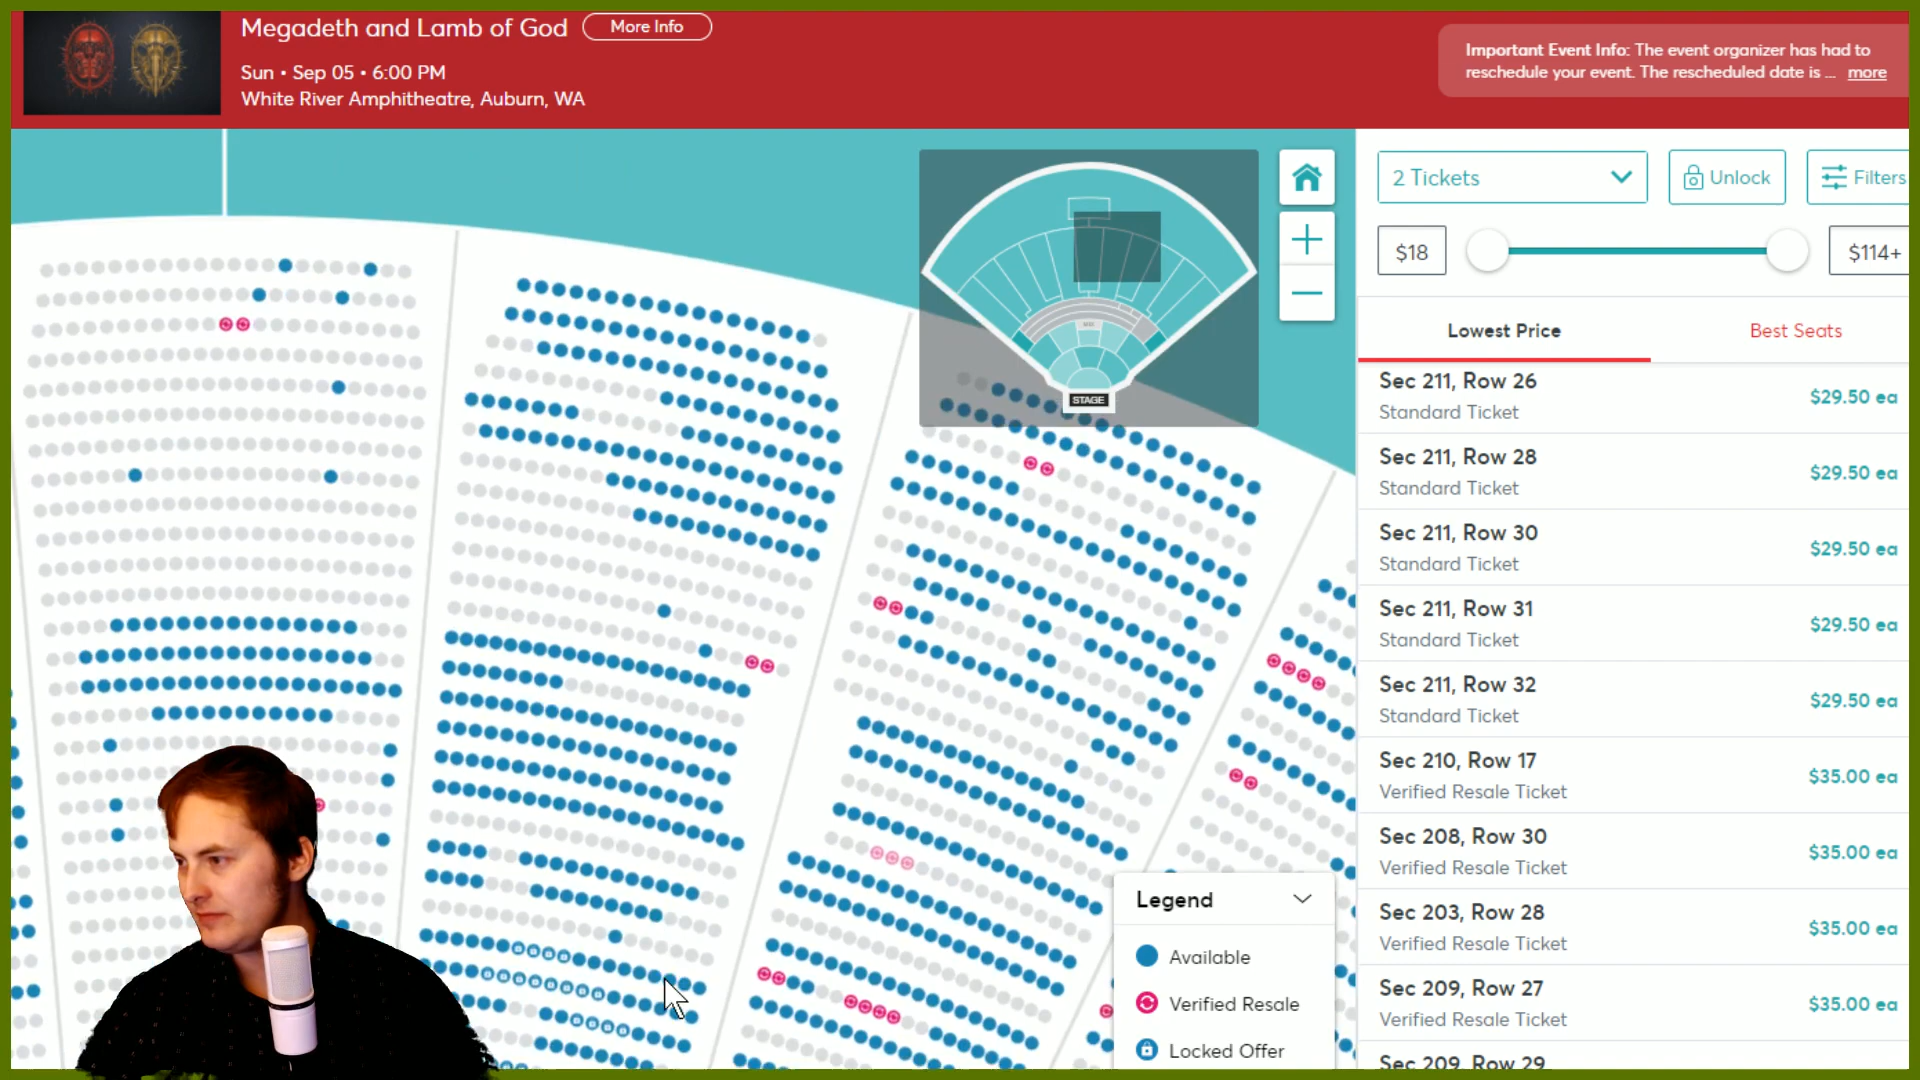 Megadeth and Lamb of God
More Info
Sun • Sep 05 • 6:00 PM
White River Amphitheatre, Auburn, WA
Important Event Info: The event organizer has had to
reschedule your event. The rescheduled date is ... more
STAGE
2 Tickets
Unlock
Filters
$18
$114+
Lowest Price
Best Seats
Sec 211, Row 26
Standard Ticket
$29.50 ea
Sec 211, Row 28
Standard Ticket
$29.50 ea
Sec 211, Row 30
Standard Ticket
$29.50 ea
Sec 211, Row 31
Standard Ticket
$29.50 ea
Sec 211, Row 32
Standard Ticket
$29.50 ea
Sec 210, Row 17
Verified Resale Ticket
$35.00 ea
Sec 208, Row 30
Verified Resale Ticket
$35.00 ea
Sec 203, Row 28
Verified Resale Ticket
$35.00 ea
Sec 209, Row 27
Verified Resale Ticket
$35.00 ea
Sec 209, Row 29
Legend
Available
Verified Resale
Locked Offer